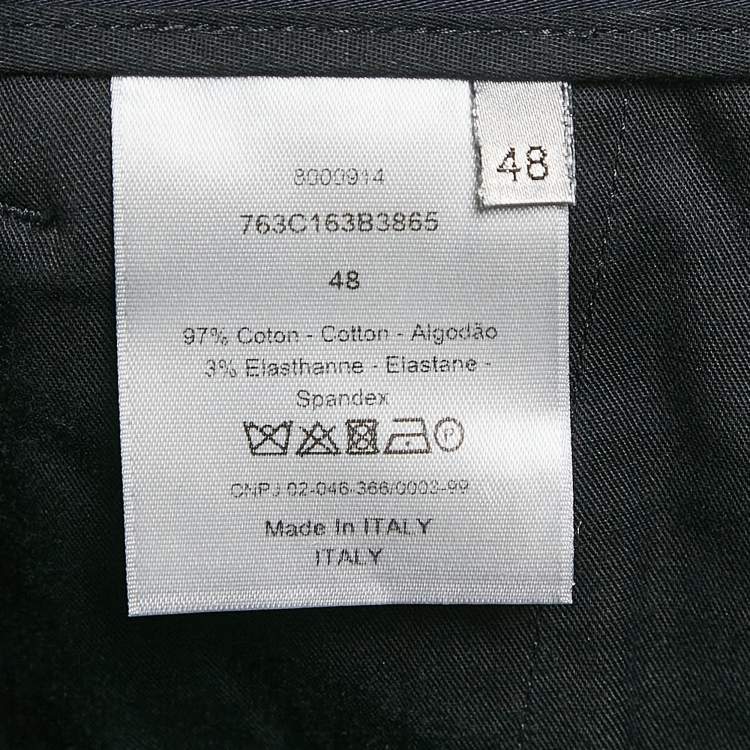 48
8000914
763C163B3865
48
97% Coton - Cotton - Algodão
3% Elasthanne - Elastane -
Spandex
P
CNPJ 02-046-366/0003-99
Made In ITALY
ITALY